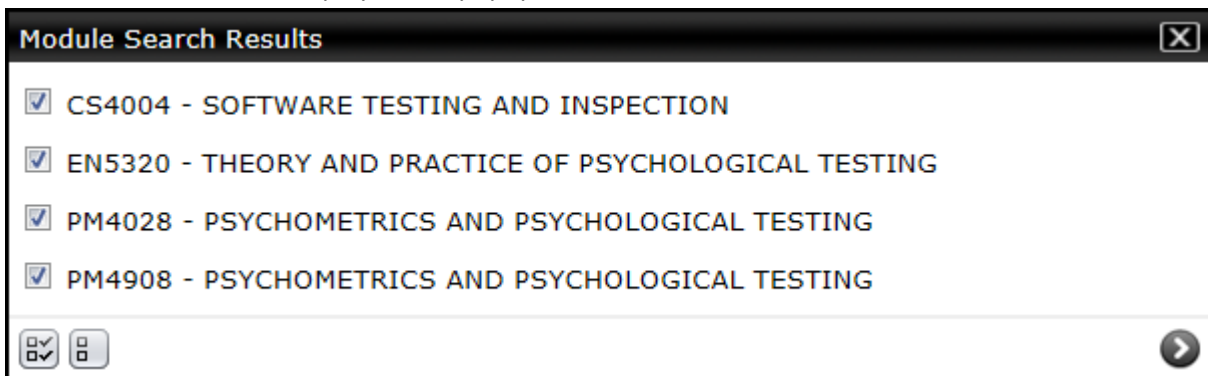 Module Search Results
CS4004 - SOFTWARE TESTING AND INSPECTION
EN5320 - THEORY AND PRACTICE OF PSYCHOLOGICAL TESTING
PM4028 - PSYCHOMETRICS AND PSYCHOLOGICAL TESTING
PM4908 - PSYCHOMETRICS AND PSYCHOLOGICAL TESTING